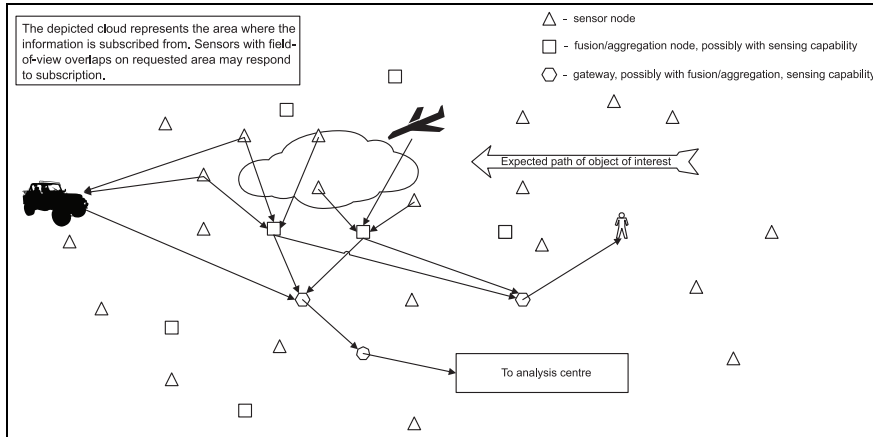 The depicted cloud represents the area where the
information is subscribed from. Sensors with field-
of-view overlaps on requested area may respond
to subscription.
- sensor node
- fusion/aggregation node, possibly with sensing capability
- gateway, possibly with fusion/aggregation, sensing capability
Expected path of object of interest
To analysis centre